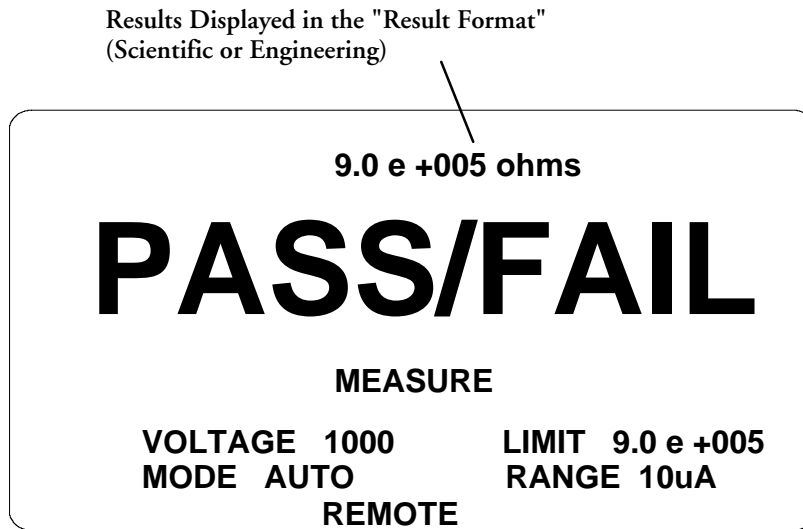 Results Displayed in the "Result Format"
(Scientific or Engineering)
9.0 e +005 ohms
PASS/FAIL
MEASURE
VOLTAGE 1000 LIMIT 9.0 e +005
MODE AUTO RANGE 10uA
REMOTE